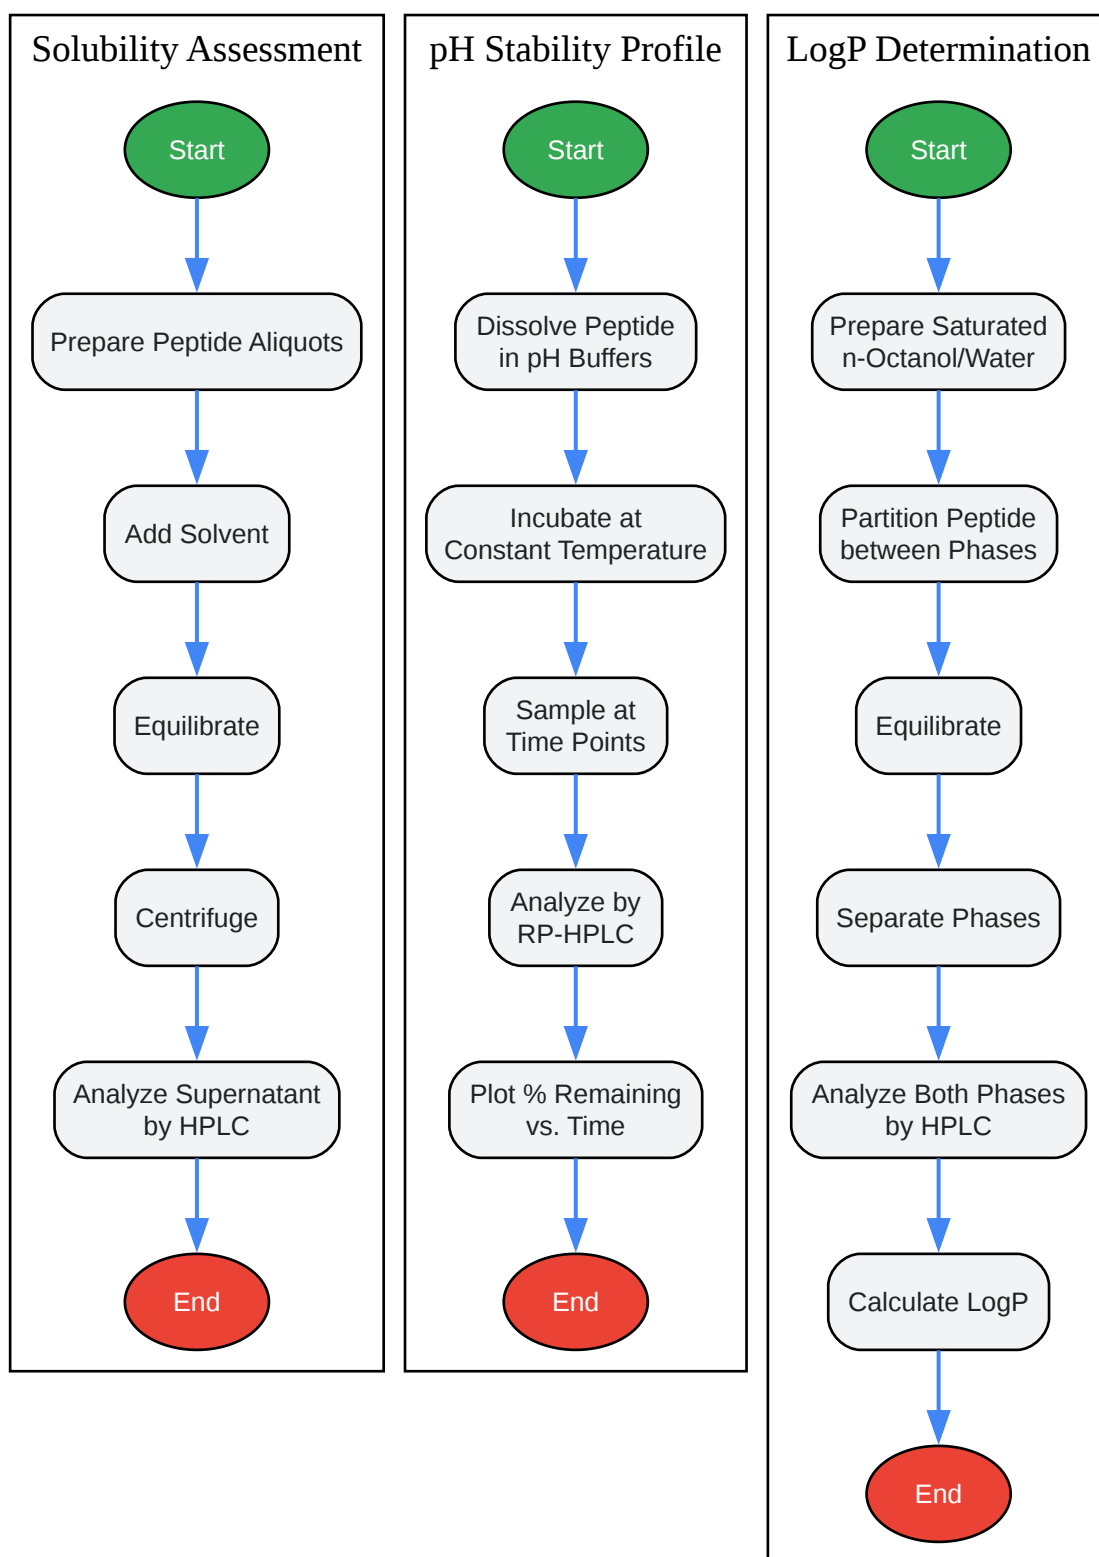 Solubility Assessment
Start
Prepare Peptide Aliquots
Add Solvent
Equilibrate
Centrifuge
Analyze Supernatant
by HPLC
End
pH Stability Profile
Start
Dissolve Peptide
in pH Buffers
Incubate at
Constant Temperature
Sample at
Time Points
Analyze by
RP-HPLC
Plot % Remaining
vs. Time
End
LogP Determination
Start
Prepare Saturated
n-Octanol/Water
Partition Peptide
between Phases
Equilibrate
Separate Phases
Analyze Both Phases
by HPLC
Calculate LogP
End